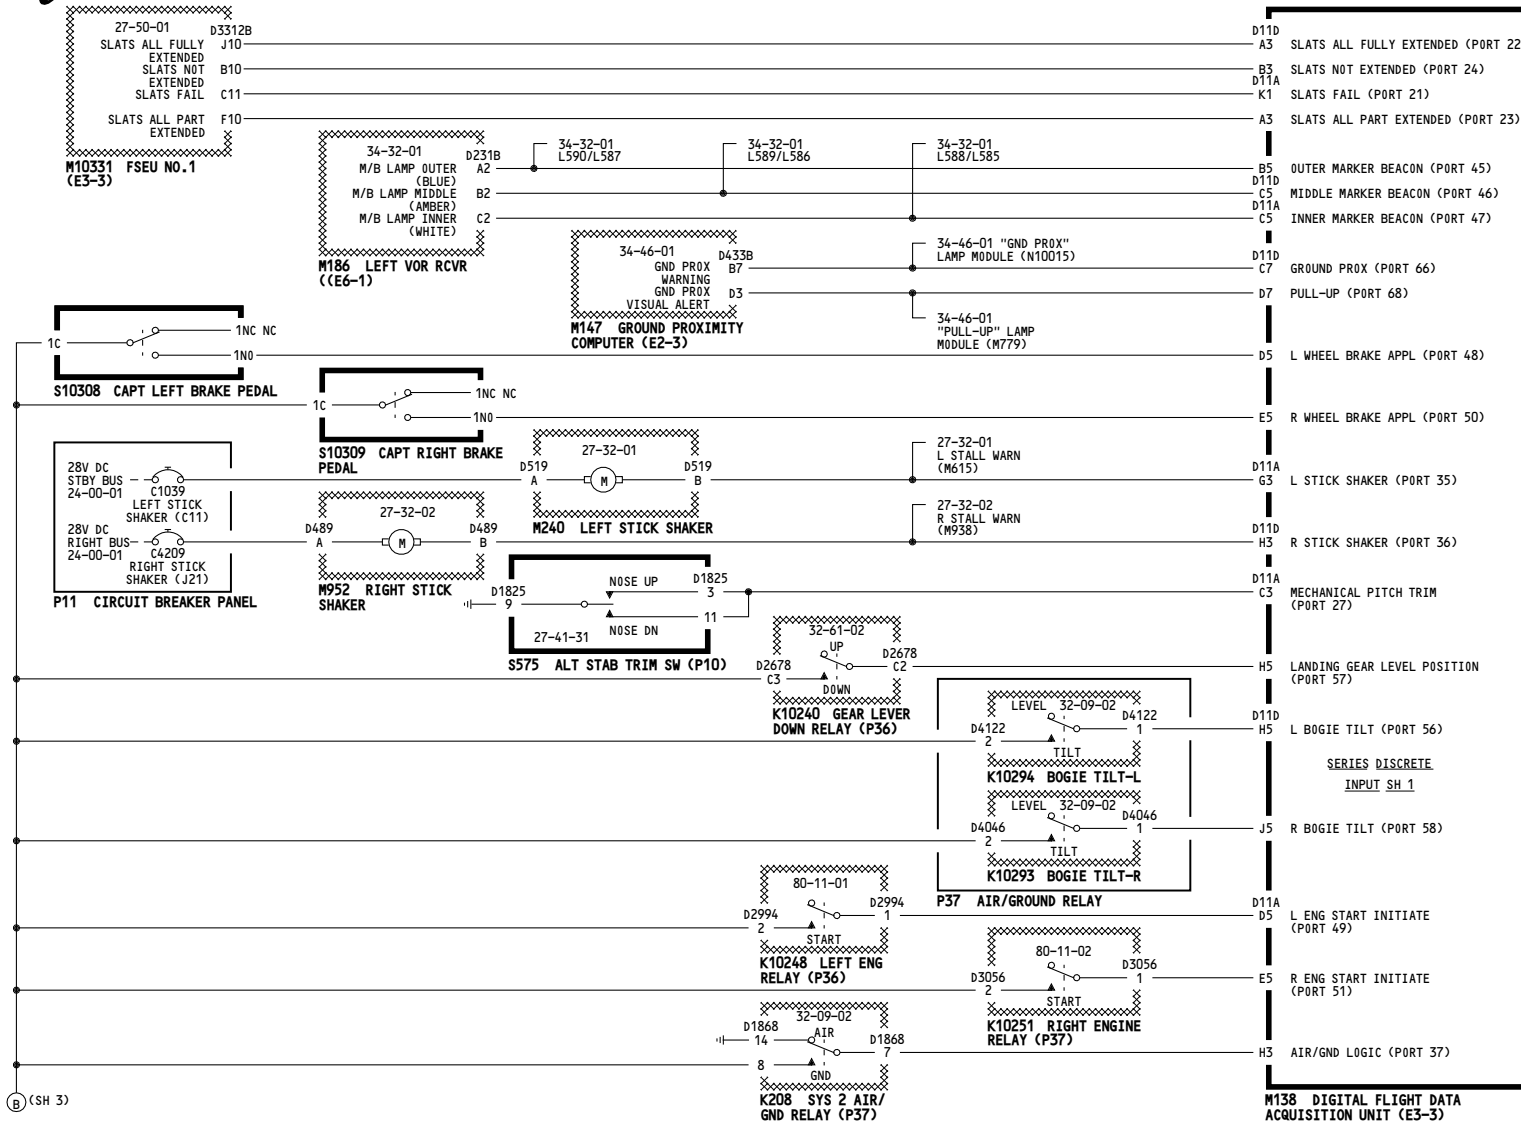 27-50-01
D3312B
SLATS ALL FULLY EXTENDED J10
SLATS NOT EXTENDED B10
SLATS FAIL C11
SLATS ALL PART EXTENDED F10
M10331 FSEU NO.1
(E3-3)
34-32-01
D231B
M/B LAMP OUTER (BLUE) A2
M/B LAMP MIDDLE (AMBER) B2
M/B LAMP INNER (WHITE) C2
M186 LEFT VOR RCVR
((E6-1)
34-32-01
L590/L587
34-32-01
L589/L586
34-32-01
L588/L585
34-46-01
D433B
GND PROX WARNING B7
GND PROX VISUAL ALERT D3
M147 GROUND PROXIMITY
COMPUTER (E2-3)
34-46-01 "GND PROX"
LAMP MODULE (N10015)
34-46-01
"PULL-UP" LAMP
MODULE (M779)
1C
1NC NC
1NO
S10308 CAPT LEFT BRAKE PEDAL
1C
1NC NC
1NO
S10309 CAPT RIGHT BRAKE
PEDAL
28V DC
STBY BUS
24-00-01
C1039
LEFT STICK
SHAKER (C11)
28V DC
RIGHT BUS
24-00-01
C4209
RIGHT STICK
SHAKER (J21)
P11 CIRCUIT BREAKER PANEL
27-32-01
D519
A
M
D519
B
M240 LEFT STICK SHAKER
27-32-01
L STALL WARN
(M615)
27-32-02
D489
A
M
D489
B
M952 RIGHT STICK
SHAKER
27-32-02
R STALL WARN
(M938)
D1825
9
NOSE UP
D1825
3
11
NOSE DN
27-41-31
S575 ALT STAB TRIM SW (P10)
32-61-02
UP
D2678
C2
D2678
C3
DOWN
K10240 GEAR LEVER
DOWN RELAY (P36)
LEVEL 32-09-02
D4122
1
D4122
2
TILT
K10294 BOGIE TILT-L
LEVEL 32-09-02
D4046
1
D4046
2
TILT
K10293 BOGIE TILT-R
P37 AIR/GROUND RELAY
80-11-01
D2994
1
D2994
2
START
K10248 LEFT ENG
RELAY (P36)
80-11-02
D3056
1
D3056
2
START
K10251 RIGHT ENGINE
RELAY (P37)
32-09-02
D1868
14
AIR
D1868
7
8
GND
K208 SYS 2 AIR/
GND RELAY (P37)
B (SH 3)
D11D
A3 SLATS ALL FULLY EXTENDED (PORT 22
B3 SLATS NOT EXTENDED (PORT 24)
D11A
K1 SLATS FAIL (PORT 21)
A3 SLATS ALL PART EXTENDED (PORT 23)
B5 OUTER MARKER BEACON (PORT 45)
D11D
C5 MIDDLE MARKER BEACON (PORT 46)
D11A
C5 INNER MARKER BEACON (PORT 47)
D11D
C7 GROUND PROX (PORT 66)
D7 PULL-UP (PORT 68)
D5 L WHEEL BRAKE APPL (PORT 48)
E5 R WHEEL BRAKE APPL (PORT 50)
D11A
G3 L STICK SHAKER (PORT 35)
D11D
H3 R STICK SHAKER (PORT 36)
D11A
C3 MECHANICAL PITCH TRIM
(PORT 27)
H5 LANDING GEAR LEVEL POSITION
(PORT 57)
D11D
H5 L BOGIE TILT (PORT 56)
SERIES DISCRETE
INPUT SH 1
J5 R BOGIE TILT (PORT 58)
D11A
D5 L ENG START INITIATE
(PORT 49)
E5 R ENG START INITIATE
(PORT 51)
H3 AIR/GND LOGIC (PORT 37)
M138 DIGITAL FLIGHT DATA
ACQUISITION UNIT (E3-3)